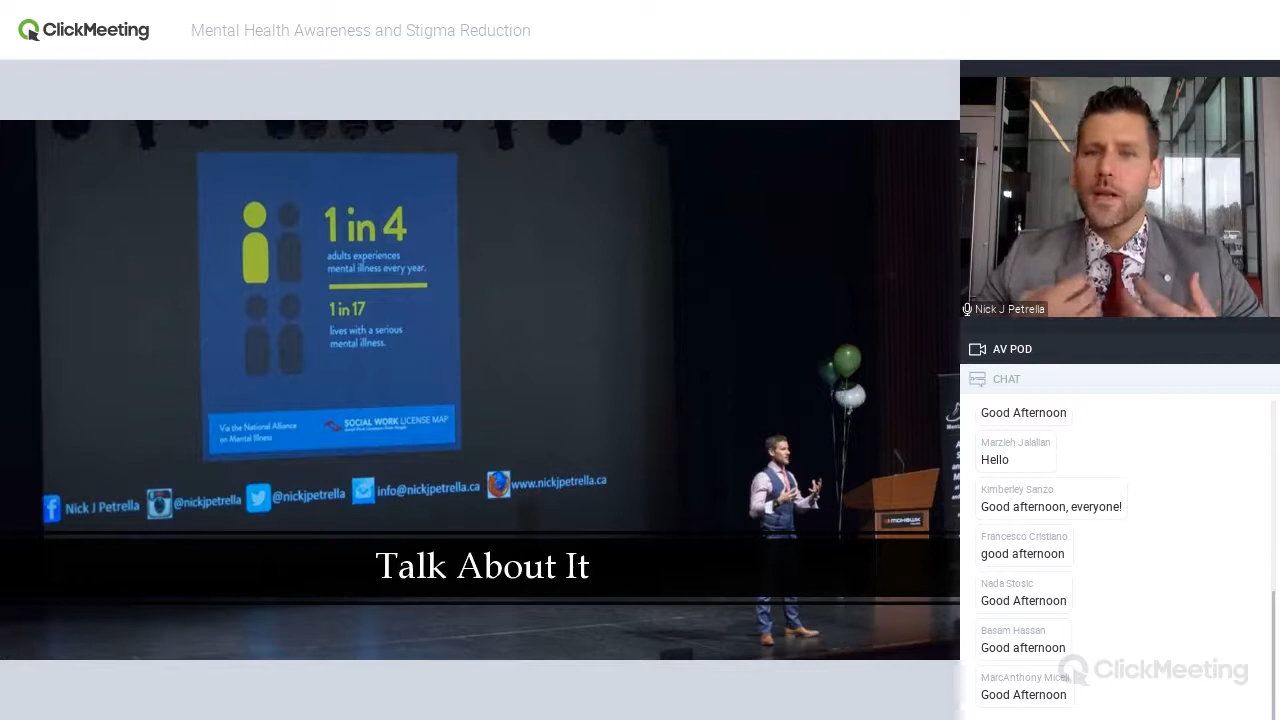 ClickMeeting
Mental Health Awareness and Stigma Reduction
1 in 4
adults experiences
mental illness every year.
1 in 17
lives with a serious
mental illness.
Via the National Alliance
on Mental Illness
SOCIAL WORK LICENSE MAP
Nick J Petrella
@nickjpetrella
@nickjpetrella
info@nickjpetrella.ca
www.nickjpetrella.ca
MOHAWK
Talk About It
Nick J Petrella
AV POD
CHAT
Good Afternoon
Marzieh Jalalian
Hello
Kimberley Sanzo
Good afternoon, everyone!
Francesco Cristiano
good afternoon
Nada Stosic
Good Afternoon
Basam Hassan
Good afternoon
MarcAnthony Miceli
Good Afternoon
ClickMeeting